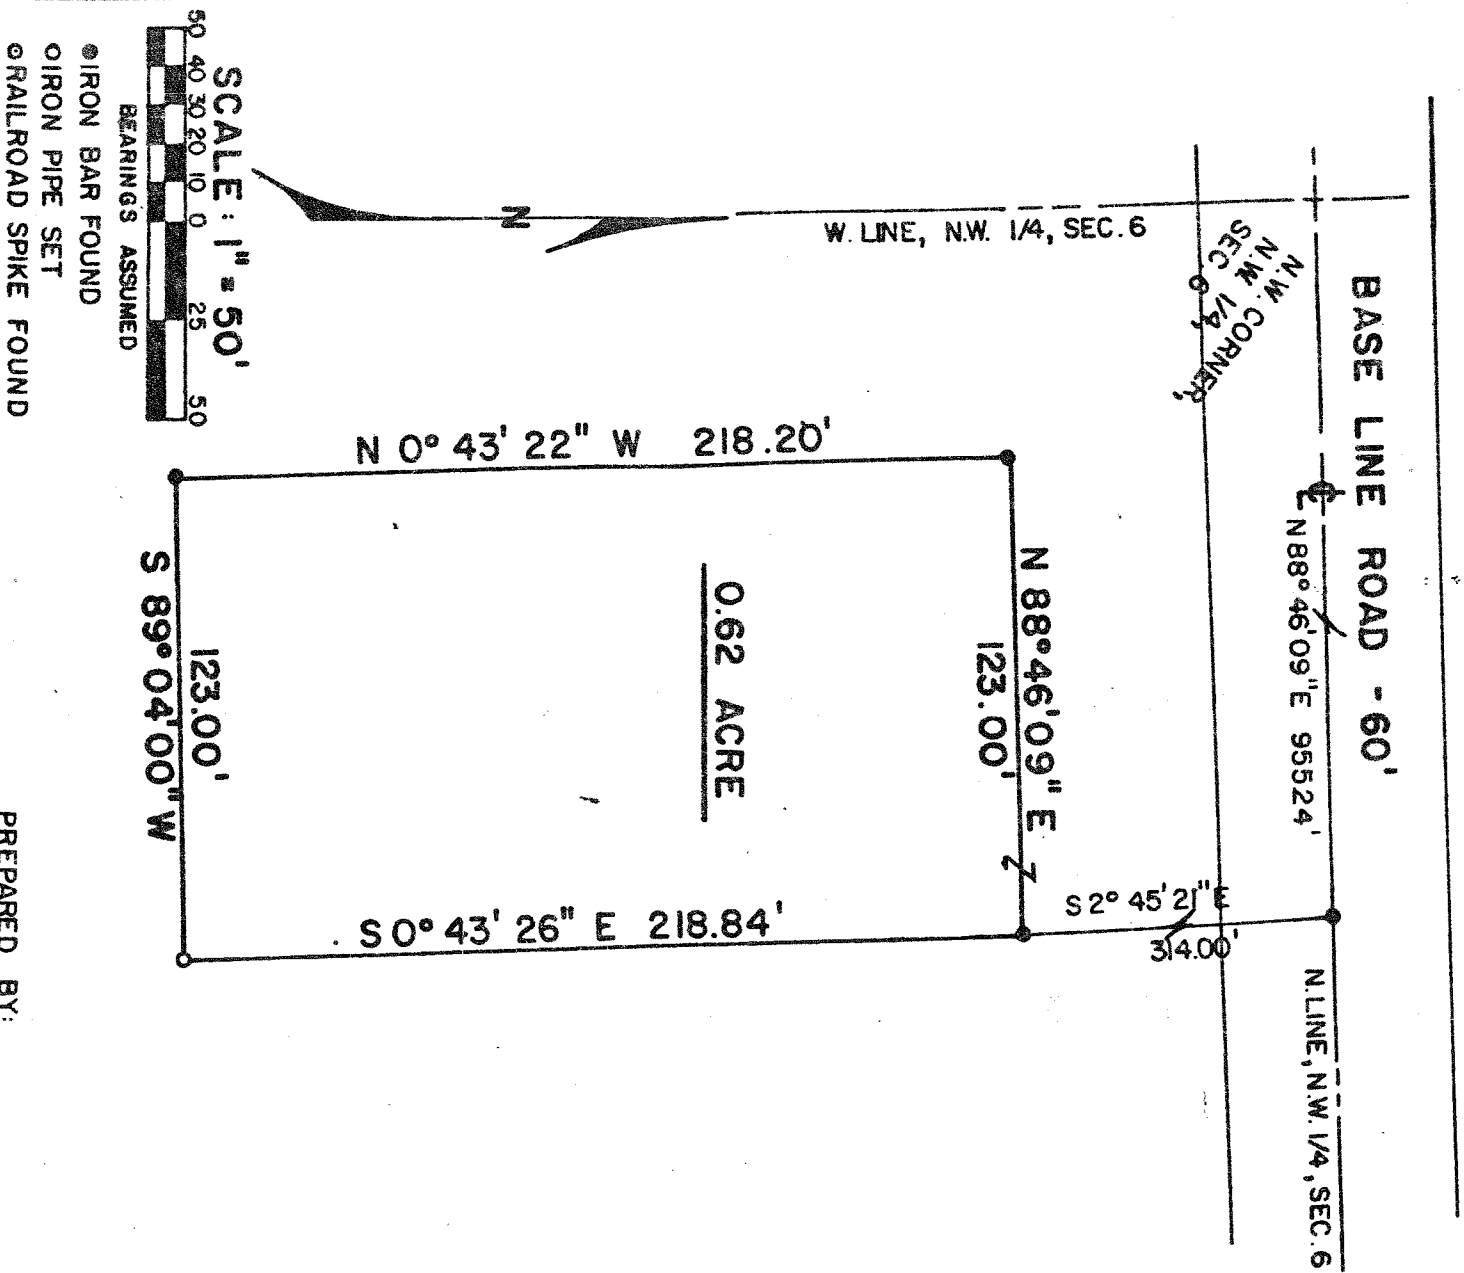 BASE LINE ROAD - 60'
N88°46'09"E 955.24'
N. LINE, N.W. 1/4, SEC. 6
N.W. CORNER,
N.W. 1/4,
SEC 6
W. LINE, N.W. 1/4, SEC. 6
S 2° 45' 21" E
314.00'
N 88°46'09" E
123.00'
N 0° 43' 22" W 218.20'
0.62 ACRE
S 0° 43' 26" E 218.84'
123.00'
S 89° 04' 00" W
N
SCALE: 1" = 50'
50 40 30 20 10 0 25 50
BEARINGS ASSUMED
IRON BAR FOUND
IRON PIPE SET
RAILROAD SPIKE FOUND
PREPARED BY: